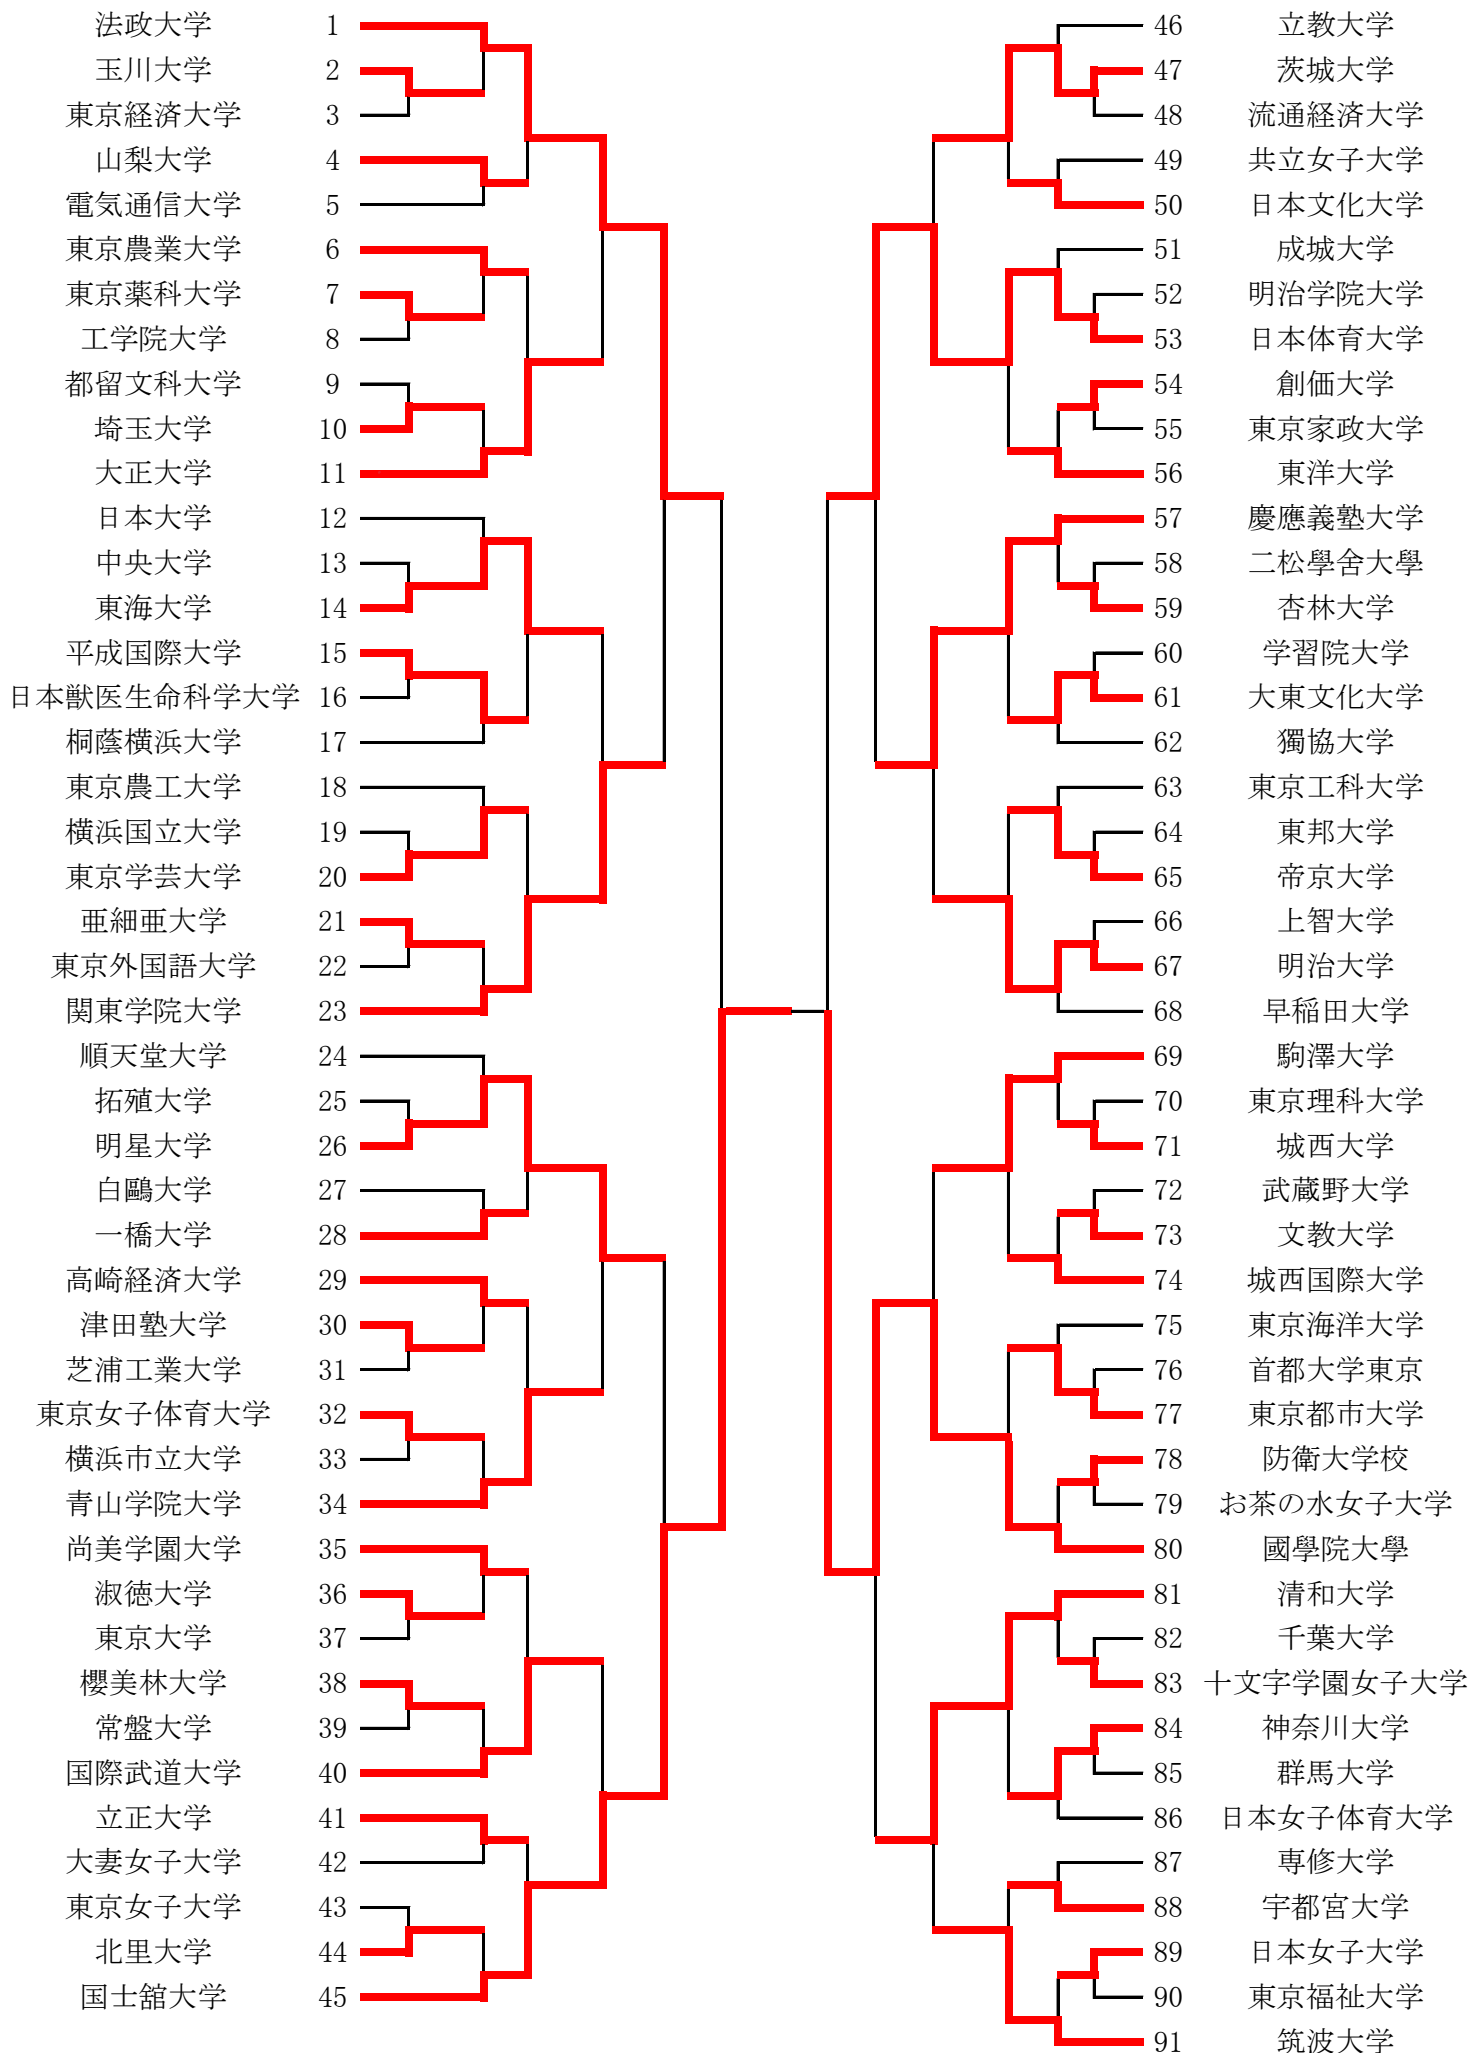 法政大学 1
玉川大学 2
東京経済大学 3
山梨大学 4
電気通信大学 5
東京農業大学 6
東京薬科大学 7
工学院大学 8
都留文科大学 9
埼玉大学 10
大正大学 11
日本大学 12
中央大学 13
東海大学 14
平成国際大学 15
日本獣医生命科学大学 16
桐蔭横浜大学 17
東京農工大学 18
横浜国立大学 19
東京学芸大学 20
亜細亜大学 21
東京外国語大学 22
関東学院大学 23
順天堂大学 24
拓殖大学 25
明星大学 26
白鷗大学 27
一橋大学 28
高崎経済大学 29
津田塾大学 30
芝浦工業大学 31
東京女子体育大学 32
横浜市立大学 33
青山学院大学 34
尚美学園大学 35
淑徳大学 36
東京大学 37
櫻美林大学 38
常盤大学 39
国際武道大学 40
立正大学 41
大妻女子大学 42
東京女子大学 43
北里大学 44
国士舘大学 45
46 立教大学
47 茨城大学
48 流通経済大学
49 共立女子大学
50 日本文化大学
51 成城大学
52 明治学院大学
53 日本体育大学
54 創価大学
55 東京家政大学
56 東洋大学
57 慶應義塾大学
58 二松學舎大學
59 杏林大学
60 学習院大学
61 大東文化大学
62 獨協大学
63 東京工科大学
64 東邦大学
65 帝京大学
66 上智大学
67 明治大学
68 早稲田大学
69 駒澤大学
70 東京理科大学
71 城西大学
72 武蔵野大学
73 文教大学
74 城西国際大学
75 東京海洋大学
76 首都大学東京
77 東京都市大学
78 防衛大学校
79 お茶の水女子大学
80 國學院大學
81 清和大学
82 千葉大学
83 十文字学園女子大学
84 神奈川大学
85 群馬大学
86 日本女子体育大学
87 専修大学
88 宇都宮大学
89 日本女子大学
90 東京福祉大学
91 筑波大学